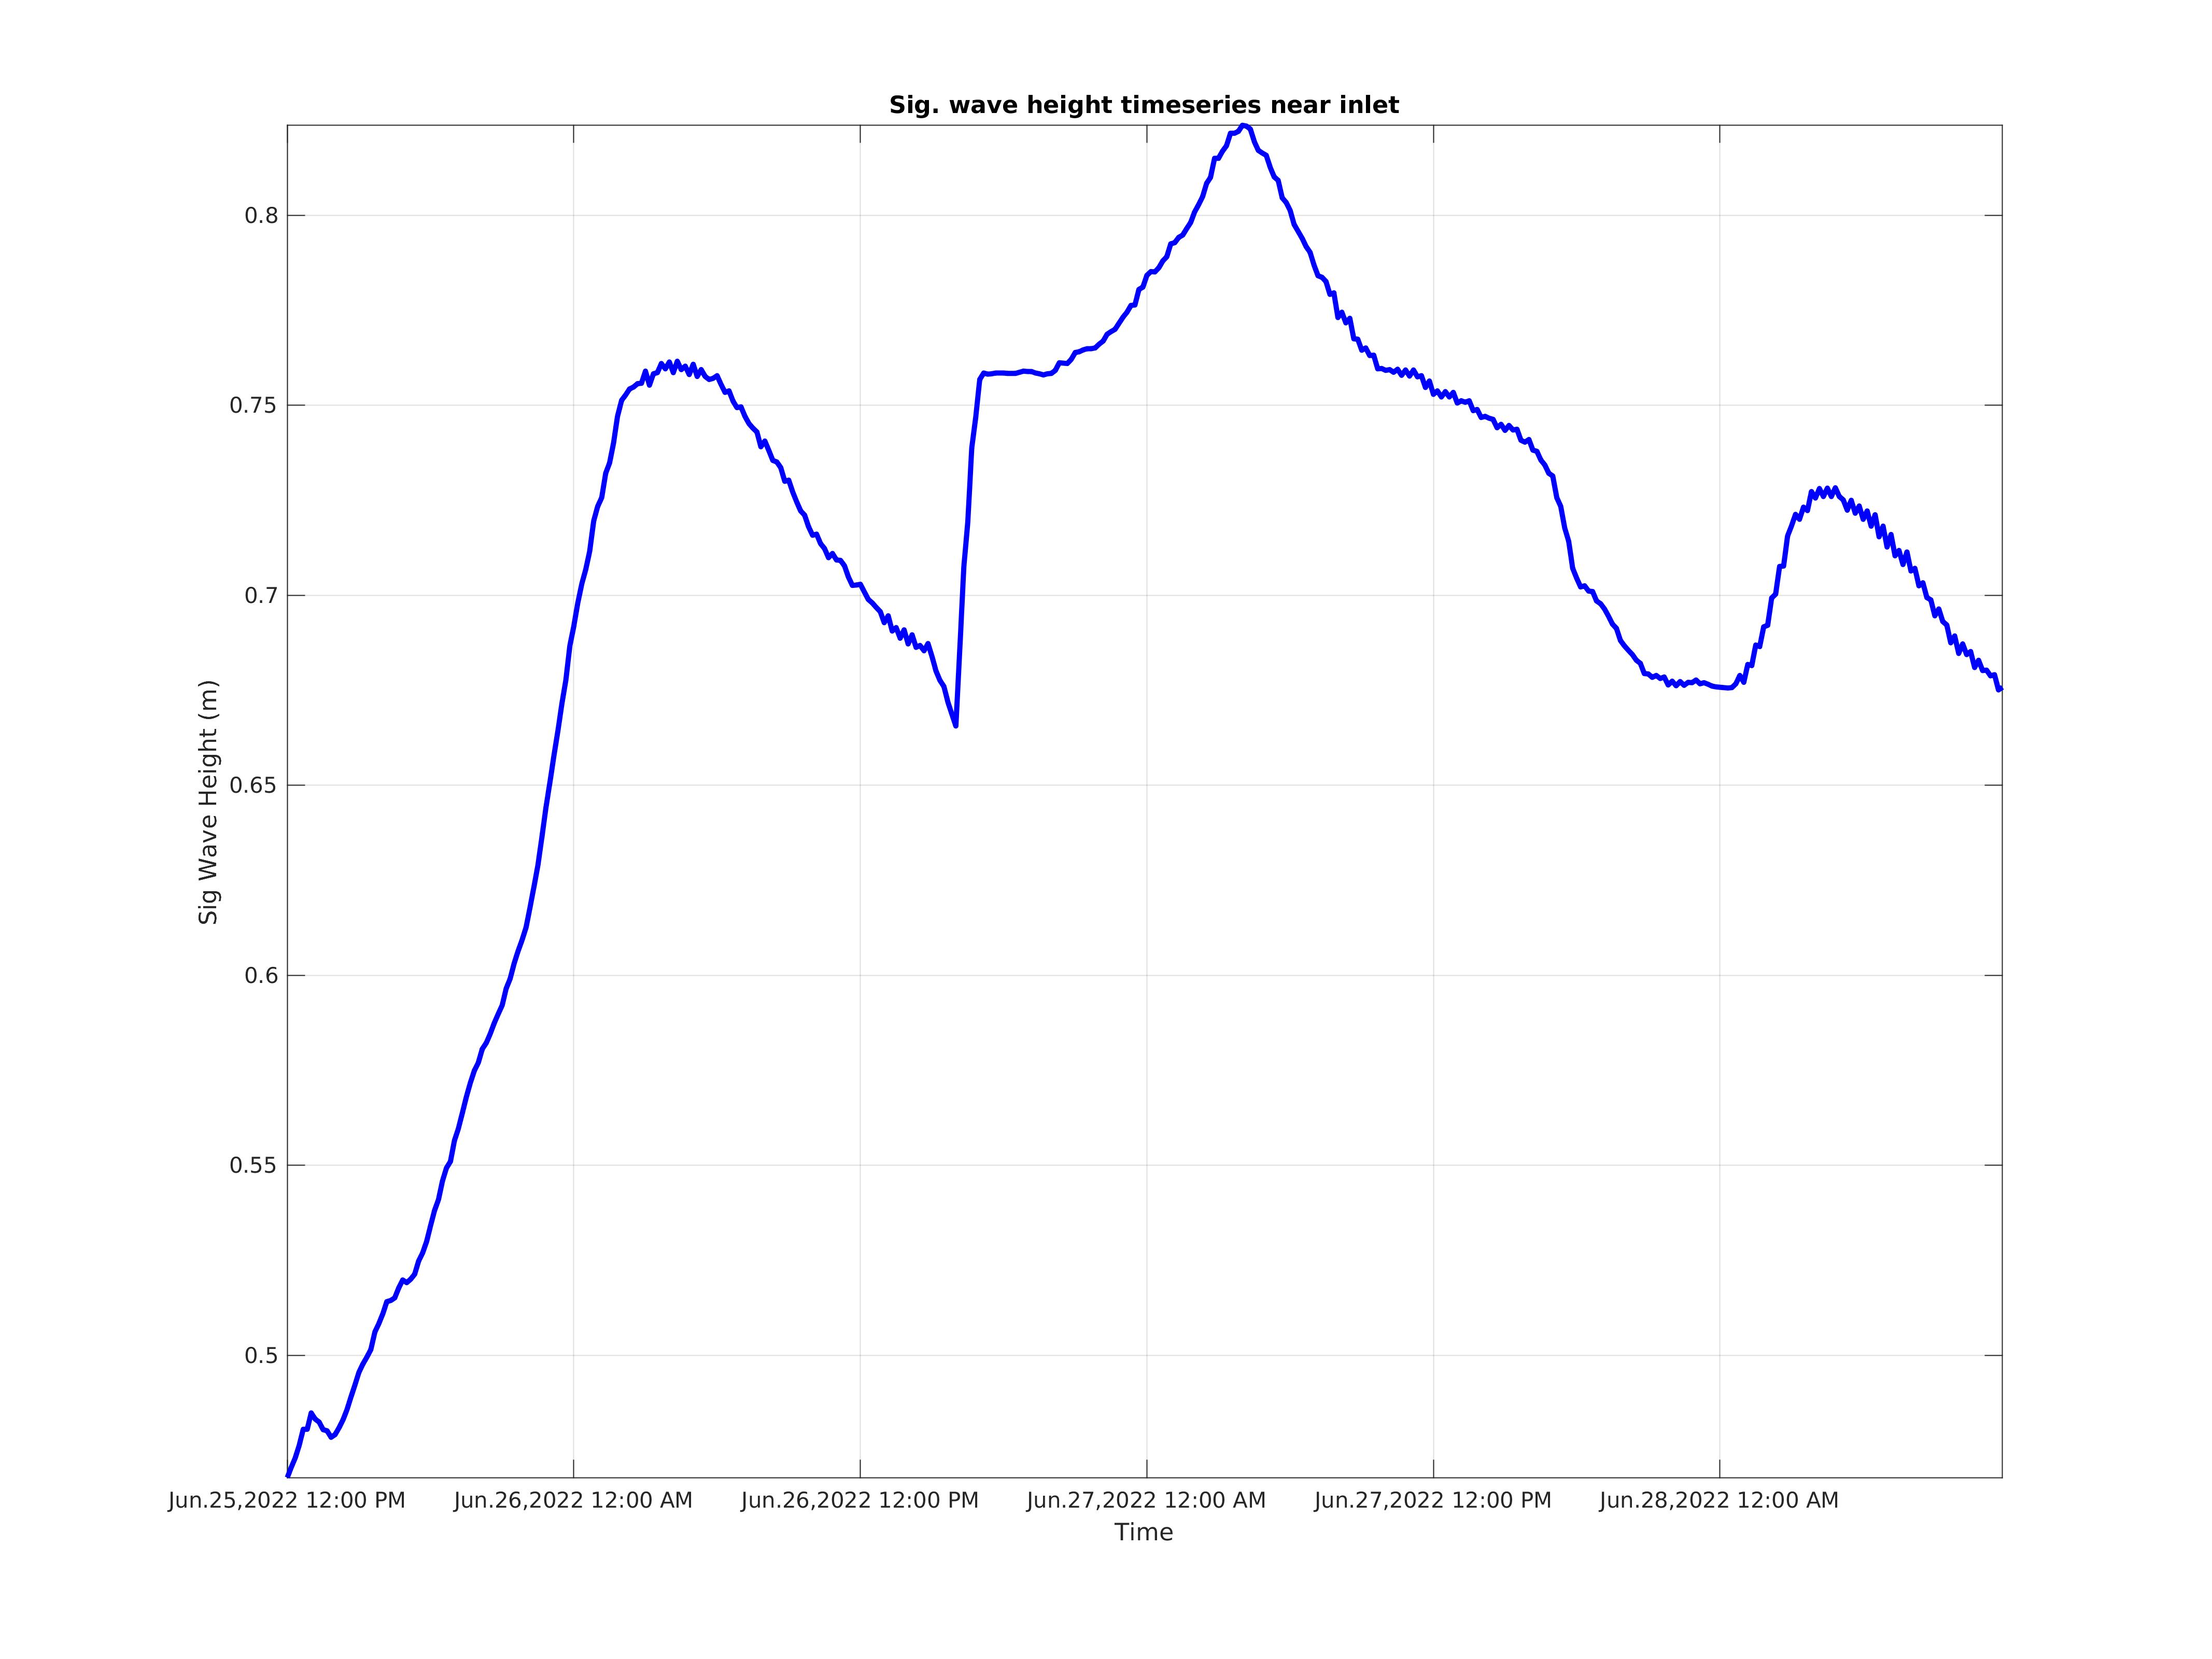 Sig. wave height timeseries near inlet
0.8
0.75
0.7
0.65
0.6
0.55
0.5
Sig Wave Height (m)
Jun.25,2022 12:00 PM Jun.26,2022 12:00 AM Jun.26,2022 12:00 PM Jun.27,2022 12:00 AM Jun.27,2022 12:00 PM Jun.28,2022 12:00 AM
Time